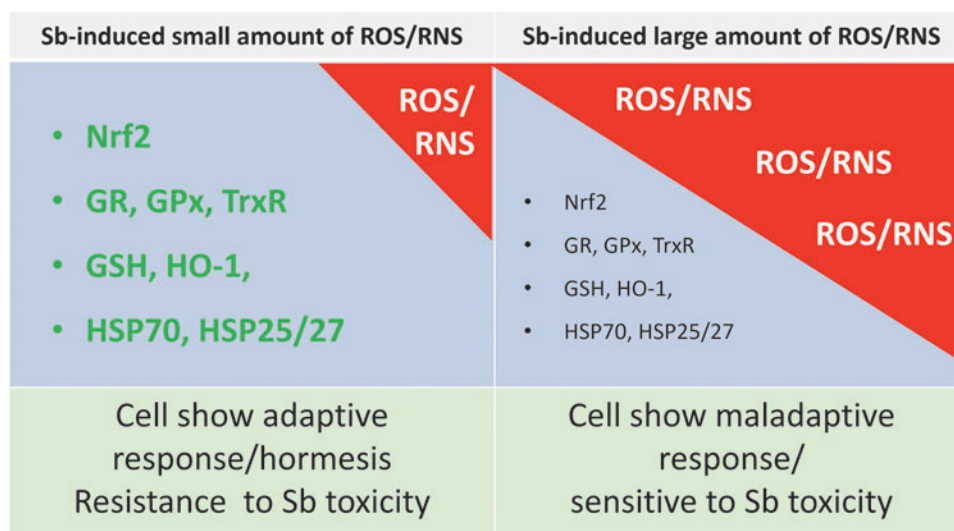 Sb-induced small amount of ROS/RNS
Sb-induced large amount of ROS/RNS
ROS/
RNS
• Nrf2
• GR, GPx, TrxR
• GSH, HO-1,
• HSP70, HSP25/27
ROS/RNS
ROS/RNS
ROS/RNS
• Nrf2
• GR, GPx, TrxR
• GSH, HO-1,
• HSP70, HSP25/27
Cell show adaptive
response/hormesis
Resistance to Sb toxicity
Cell show maladaptive
response/
sensitive to Sb toxicity